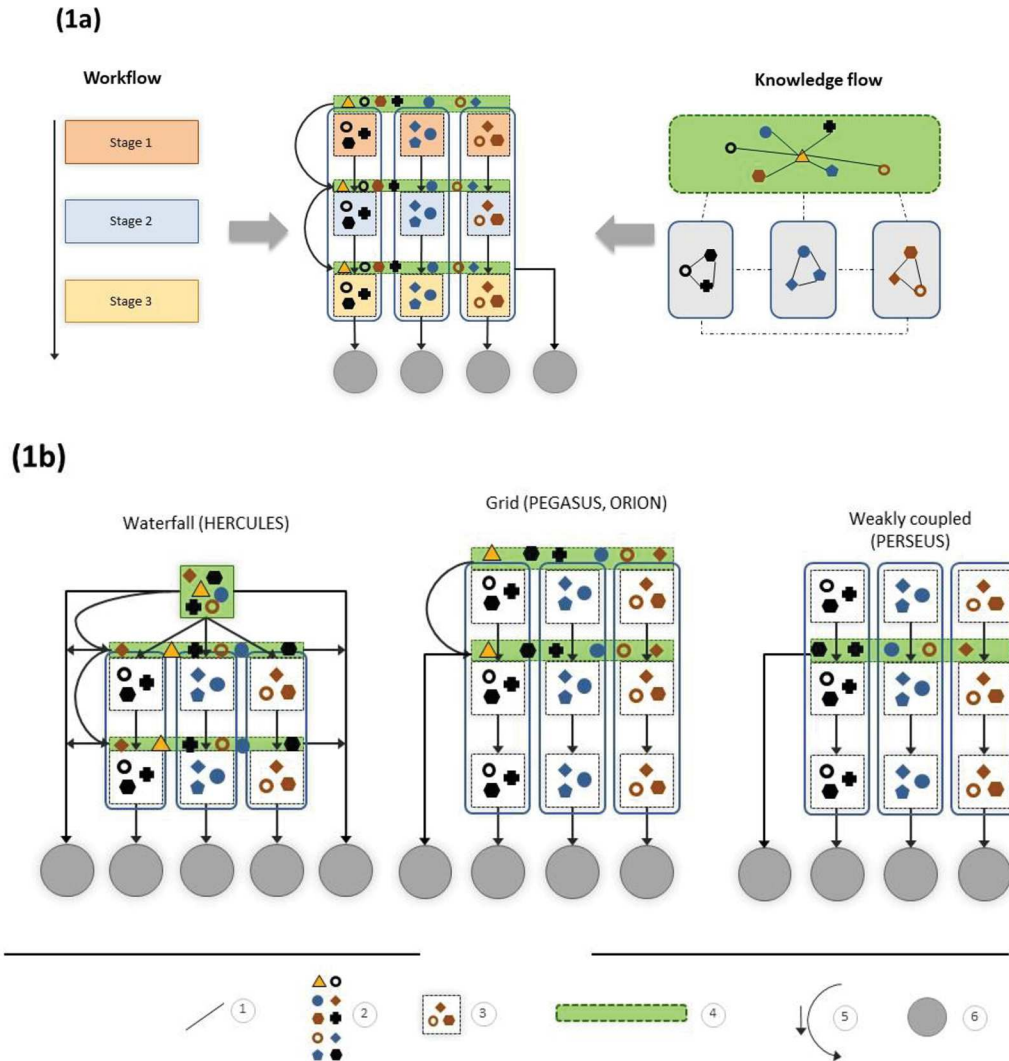 (1a)
Workflow
Knowledge flow
Stage 1
Stage 2
Stage 3
(1b)
Waterfall (HERCULES)
Grid (PEGASUS, ORION)
Weakly coupled
(PERSEUS)
1
2
3
4
5
6